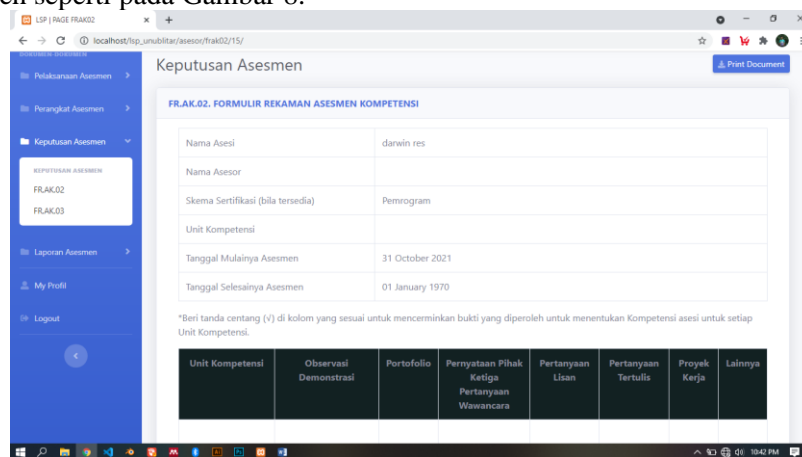 en seperti pada Gambar 8.
LSP | PAGE FRAK02
localhost/lsp_unublitar/asesor/frak02/15/
DOKUMEN DOKUMEN
Pelaksanaan Asesmen
Perangkat Asesmen
Keputusan Asesmen
KEPUTUSAN ASESMEN
FR.AK.02
FR.AK.03
Laporan Asesmen
My Profil
Logout
Keputusan Asesmen
Print Document
FR.AK.02. FORMULIR REKAMAN ASESMEN KOMPETENSI
Nama Asesi darwin res
Nama Asesor
Skema Sertifikasi (bila tersedia) Pemrogram
Unit Kompetensi
Tanggal Mulainya Asesmen 31 October 2021
Tanggal Selesainya Asesmen 01 January 1970
*Beri tanda centang (√) di kolom yang sesuai untuk mencerminkan bukti yang diperoleh untuk menentukan Kompetensi asesi untuk setiap
Unit Kompetensi.
Unit Kompetensi
Observasi
Demonstrasi
Portofolio
Pernyataan Pihak
Ketiga
Pertanyaan
Wawancara
Pertanyaan
Lisan
Pertanyaan
Tertulis
Proyek
Kerja
Lainnya
10:42 PM